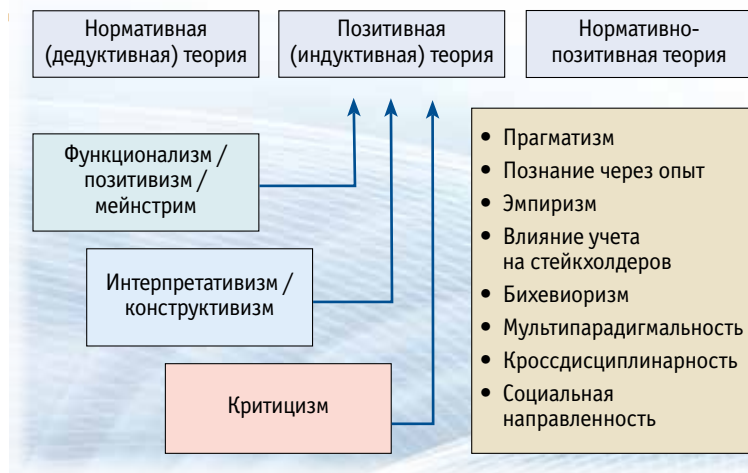 Нормативная
(дедуктивная) теория
Позитивная
(индуктивная) теория
Нормативно-
позитивная теория
Функционализм /
позитивизм /
мейнстрим
Интерпретативизм /
конструктивизм
Критицизм
• Прагматизм
• Познание через опыт
• Эмпиризм
• Влияние учета
на стейкхолдеров
• Бихевиоризм
• Мультипарадигмальность
• Кроссдисциплинарность
• Социальная
направленность